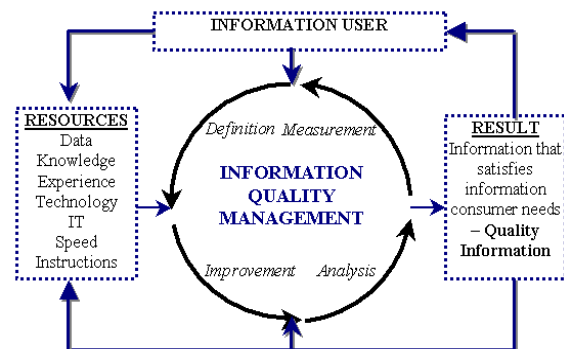 INFORMATION USER
RESOURCES
Data
Knowledge
Experience
Technology
IT
Speed
Instructions
Definition Measurement
INFORMATION
QUALITY
MANAGEMENT
Improvement Analysis
RESULT
Information that
satisfies
information
consumer needs
– Quality
Information